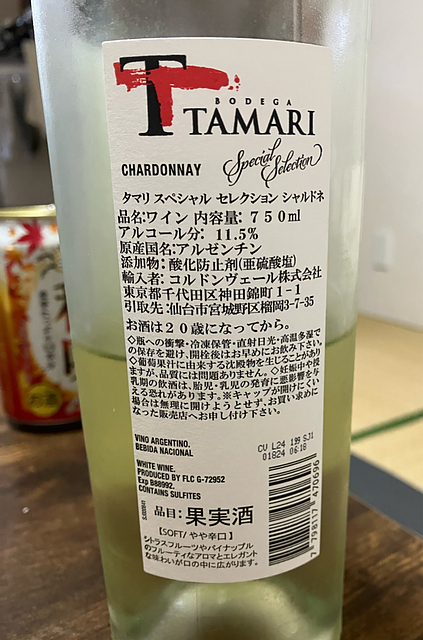 BODEGA
TAMARI
CHARDONNAY
Special Selection
タマリ スペシャル セレクション シャルドネ
品名:ワイン 内容量: 750ml
アルコール分: 11.5%
原産国名:アルゼンチン
添加物: 酸化防止剤(亜硫酸塩)
輸入者: コルドンヴェール株式会社
東京都千代田区神田錦町1-1
引取先:仙台市宮城野区榴岡3-7-35
お酒は20歳になってから。
◇瓶への衝撃・冷凍保管・直射日光・高温多湿で
の保存を避け、開栓後はお早めにお飲み下さい
◇葡萄果汁に由来する沈殿物を生じることがあり
ますが、品質には問題ありません。◇妊娠中や授
乳期の飲酒は、胎児・乳児の発育に悪影響を与
える恐れがあります。※キャップが開けにくい
場合は無理に開けようとせず、お買い求めに
なった販売店へお申し付け下さい。
VINO ARGENTINO.
BEBIDA NACIONAL
WHITE WINE.
PRODUCED BY FLC G-72952
Exp B88992.
CONTAINS SULFITES
CV L24 199 SJ1
01824 06:18
品目: 果実酒
【SOFT/やや辛口】
シトラスフルーツやパイナップル
のフルーティなアロマとエレガント
な味わいが口の中に広がります。
7 798117 470696
お酒